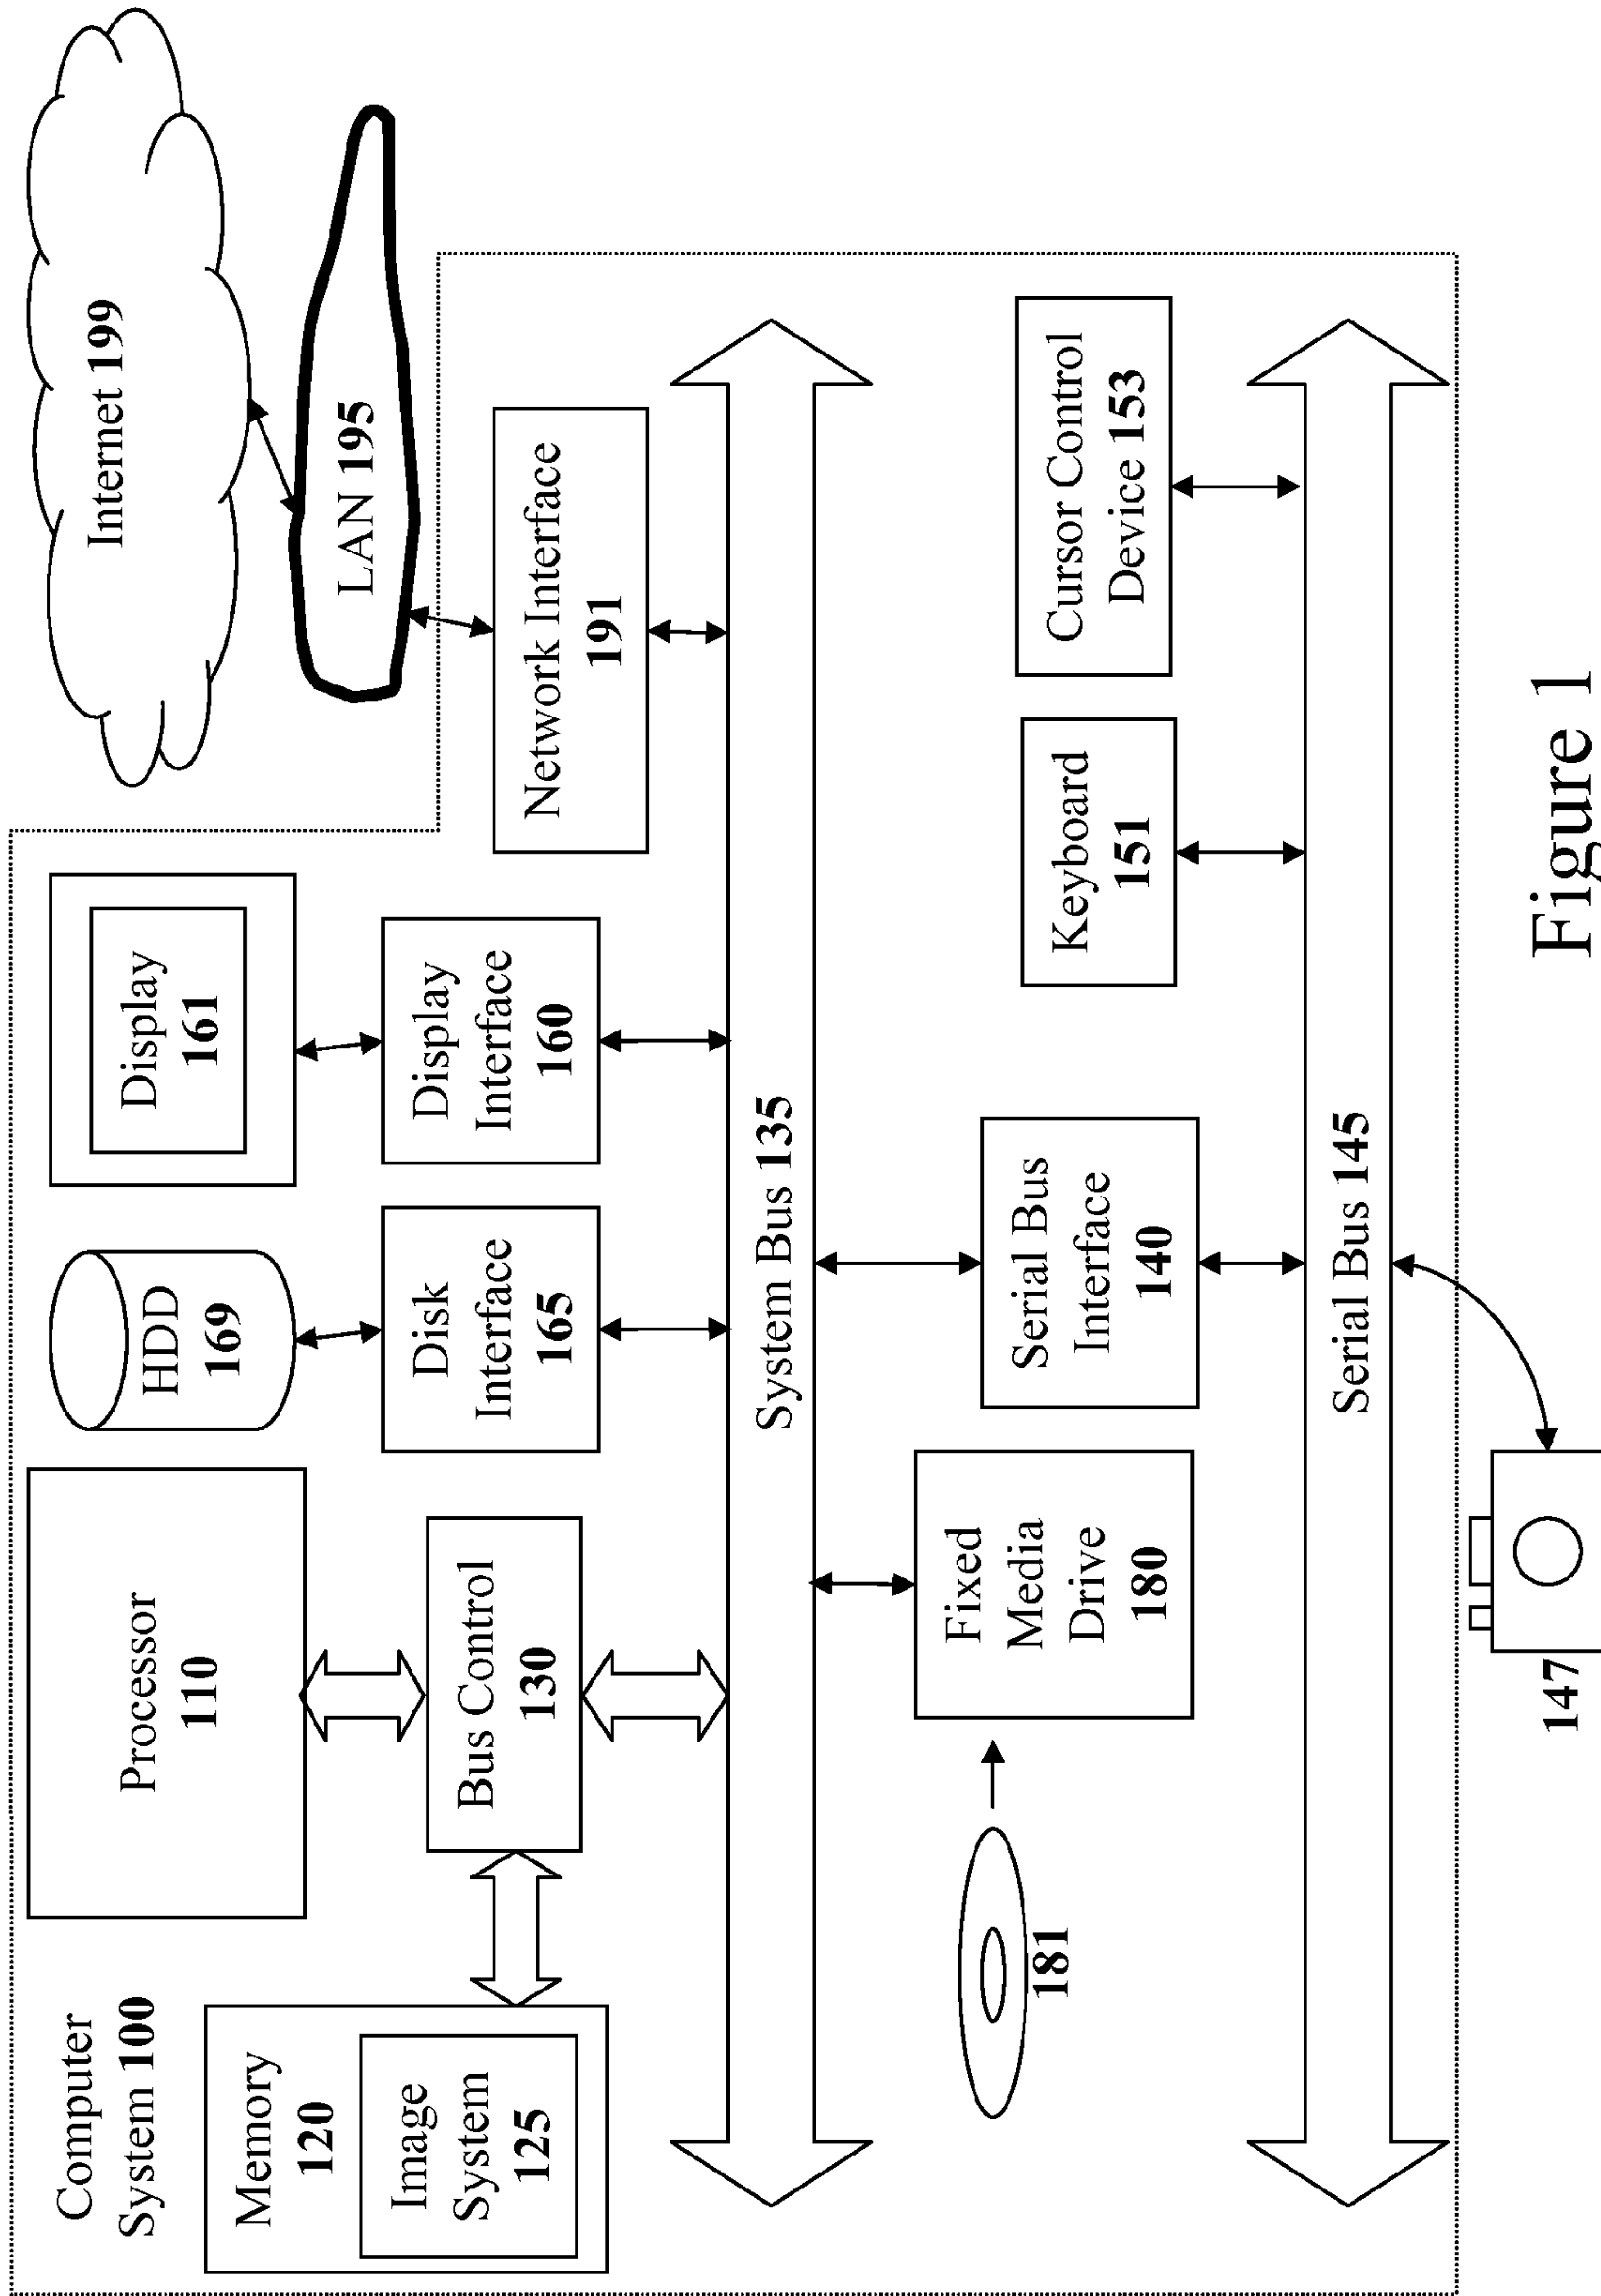 Computer
System 100
Processor
110
Memory
120
Image
System
125
Bus Control
130
HDD
169
Disk
Interface
165
Display
161
Display
Interface
160
Internet 199
LAN 195
Network Interface
191
System Bus 135
181
Fixed
Media
Drive
180
Serial Bus
Interface
140
Keyboard
151
Cursor Control
Device 153
Serial Bus 145
147
Figure 1